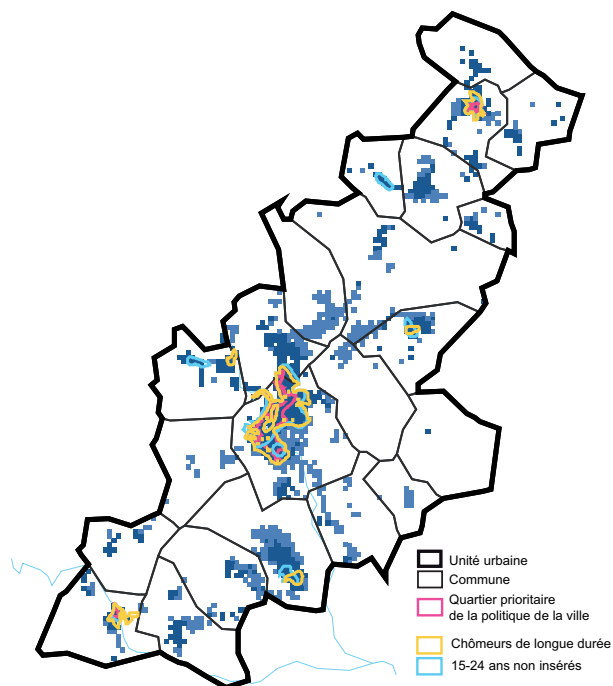 Unité urbaine
Commune
Quartier prioritaire
de la politique de la ville
Chômeurs de longue durée
15-24 ans non insérés